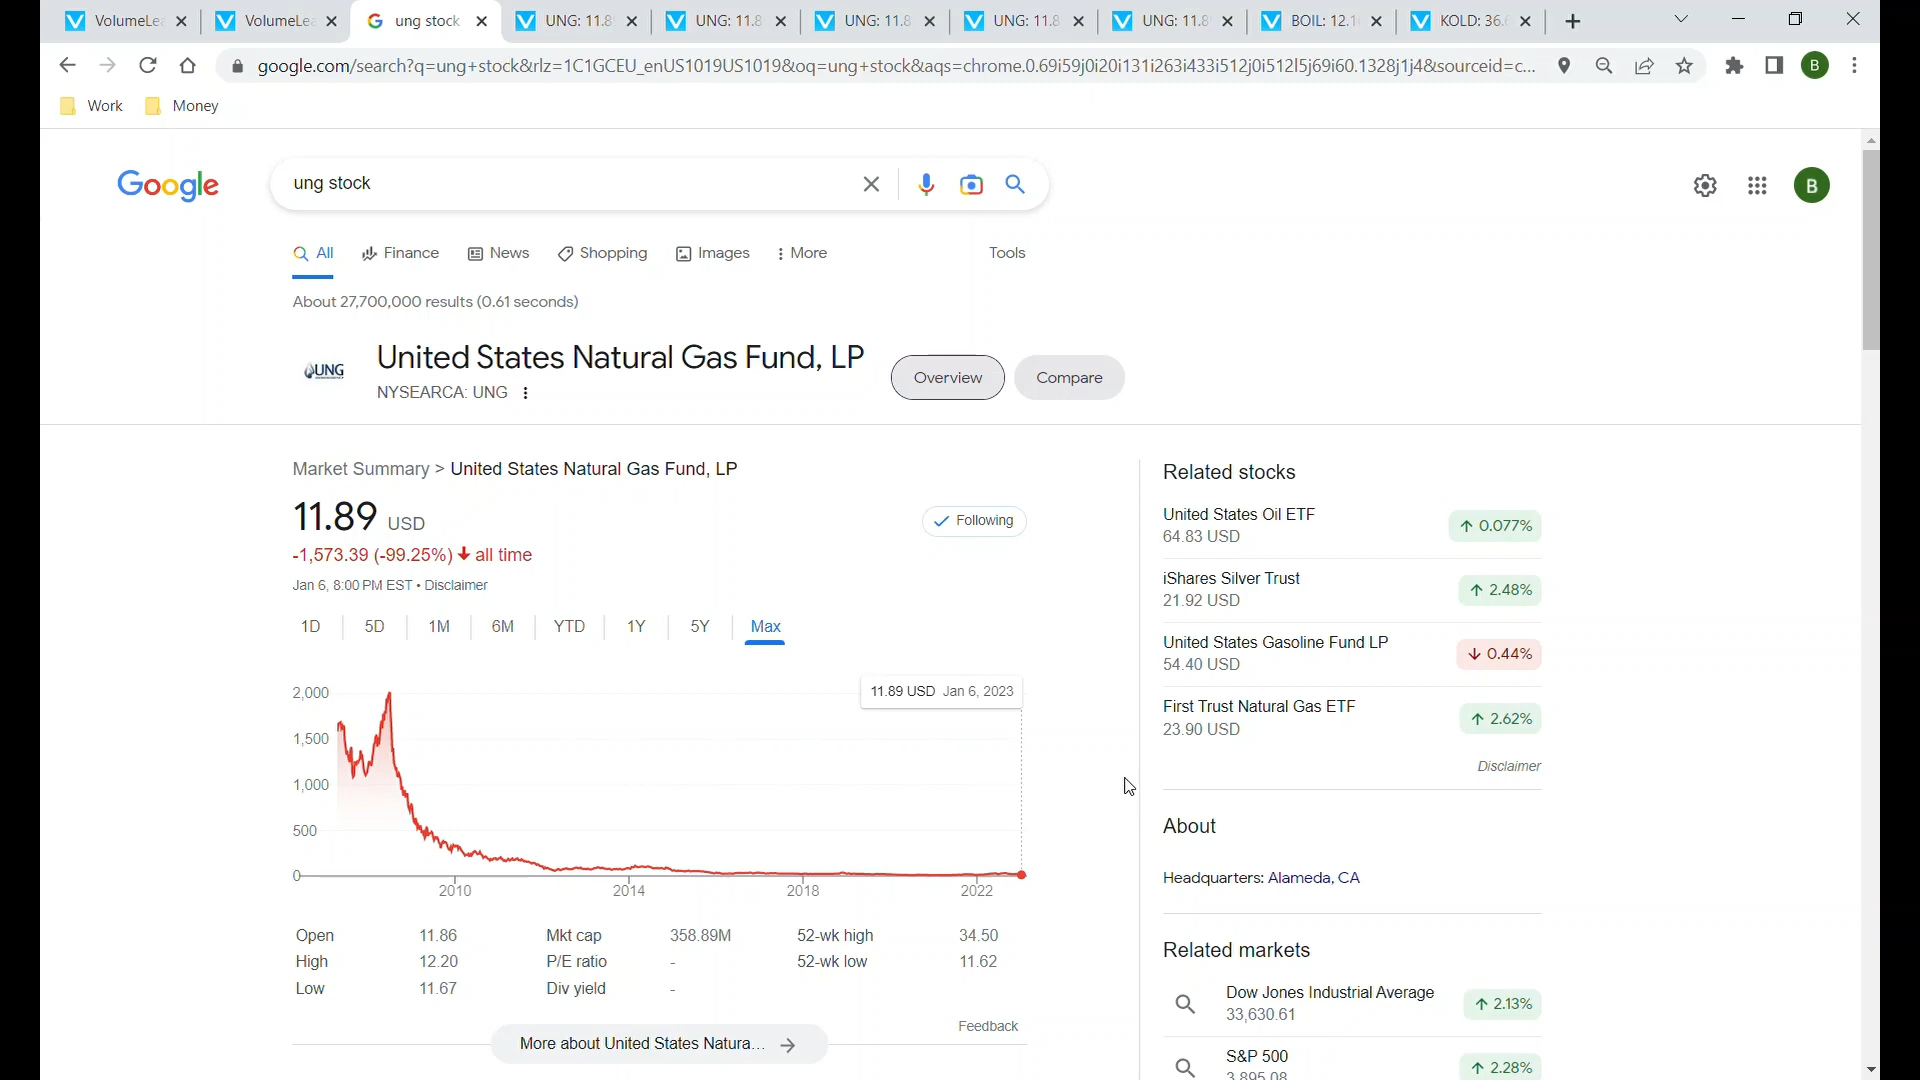 VolumeLea
VolumeLea
ung stock
UNG: 11.8
UNG: 11.8
UNG: 11.8
UNG: 11.8
UNG: 11.8
BOIL: 12.1
KOLD: 36.6
google.com/search?q=ung+stock&rlz=1C1GCEU_enUS1019US1019&oq=ung+stock&aqs=chrome.0.69i59j0i20i131i263i433i512j0i512l5j69i60.1328j1j4&sourceid=c...
B
Work
Money
Google
ung stock
B
All
Finance
News
Shopping
Images
More
Tools
About 27,700,000 results (0.61 seconds)
UNG
United States Natural Gas Fund, LP
NYSEARCA: UNG
Overview
Compare
Market Summary > United States Natural Gas Fund, LP
11.89 USD
Following
-1,573.39 (-99.25%) all time
Jan 6, 8:00 PM EST • Disclaimer
1D
5D
1M
6M
YTD
1Y
5Y
Max
11.89 USD Jan 6, 2023
2,000
1,500
1,000
500
0
2010
2014
2018
2022
Open 11.86
High 12.20
Low 11.67
Mkt cap 358.89M
P/E ratio -
Div yield -
52-wk high 34.50
52-wk low 11.62
Feedback
More about United States Natura...
Related stocks
United States Oil ETF
64.83 USD
0.077%
iShares Silver Trust
21.92 USD
2.48%
United States Gasoline Fund LP
54.40 USD
0.44%
First Trust Natural Gas ETF
23.90 USD
2.62%
Disclaimer
About
Headquarters: Alameda, CA
Related markets
Dow Jones Industrial Average
33,630.61
2.13%
S&P 500
3,895.08
2.28%